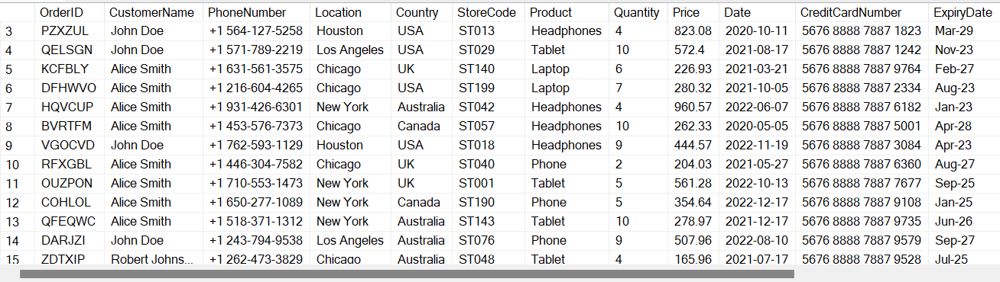 OrderID CustomerName PhoneNumber Location Country StoreCode Product Quantity Price Date CreditCardNumber ExpiryDate
3 PZXZUL John Doe +1 564-127-5258 Houston USA ST013 Headphones 4 823.08 2020-10-11 5676 8888 7887 1823 Mar-29
4 QELSGN John Doe +1 571-789-2219 Los Angeles USA ST029 Tablet 10 572.4 2021-08-17 5676 8888 7887 1242 Nov-23
5 KCFBLY Alice Smith +1 631-561-3575 Chicago UK ST140 Laptop 6 226.93 2021-03-21 5676 8888 7887 9764 Feb-27
6 DFHWVO Alice Smith +1 216-604-4265 Chicago USA ST199 Laptop 7 280.32 2021-10-05 5676 8888 7887 2334 Aug-23
7 HQVCUP Alice Smith +1 931-426-6301 New York Australia ST042 Headphones 4 960.57 2022-06-07 5676 8888 7887 6182 Jan-23
8 BVRTFM Alice Smith +1 453-576-7373 Chicago Canada ST057 Headphones 10 262.33 2020-05-05 5676 8888 7887 5001 Apr-28
9 VGOCVD John Doe +1 762-593-1129 Houston USA ST018 Headphones 9 444.57 2022-11-19 5676 8888 7887 3084 Apr-23
10 RFXGBL Alice Smith +1 446-304-7582 Chicago UK ST040 Phone 2 204.03 2021-05-27 5676 8888 7887 6360 Aug-27
11 OUZPON Alice Smith +1 710-553-1473 New York UK ST001 Tablet 5 561.28 2022-10-13 5676 8888 7887 7677 Sep-25
12 COHLOL Alice Smith +1 650-277-1089 New York Canada ST190 Phone 5 354.64 2022-12-17 5676 8888 7887 9108 Jan-25
13 QFEQWC Alice Smith +1 518-371-1312 New York Australia ST143 Tablet 10 278.97 2021-12-17 5676 8888 7887 9735 Jun-26
14 DARJZI John Doe +1 243-794-9538 Los Angeles Australia ST076 Phone 9 507.96 2022-08-10 5676 8888 7887 9579 Sep-27
15 ZDTXIP Robert Johns... +1 262-473-3829 Chicago Australia ST048 Tablet 4 165.96 2021-07-17 5676 8888 7887 9528 Jul-25